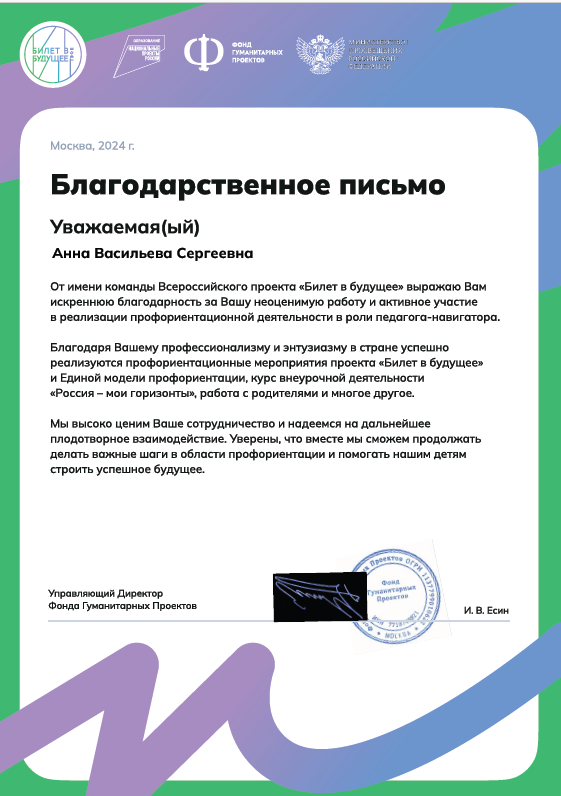 БИЛЕТ В
БУДУЩЕЕ
ОБРАЗОВАНИЕ
НАЦИОНАЛЬНЫЕ
ПРОЕКТЫ
РОССИИ
ФОНД
ГУМАНИТАРНЫХ
ПРОЕКТОВ
МИНИСТЕРСТВО
ПРОСВЕЩЕНИЯ
РОССИЙСКОЙ
ФЕДЕРАЦИИ
Москва, 2024 г.
Благодарственное письмо
Уважаемая(ый)
Анна Васильева Сергеевна
От имени команды Всероссийского проекта «Билет в будущее» выражаю Вам
искреннюю благодарность за Вашу неоценимую работу и активное участие
в реализации профориентационной деятельности в роли педагога-навигатора.
Благодаря Вашему профессионализму и энтузиазму в стране успешно
реализуются профориентационные мероприятия проекта «Билет в будущее»
и Единой модели профориентации, курс внеурочной деятельности
«Россия – мои горизонты», работа с родителями и многое другое.
Мы высоко ценим Ваше сотрудничество и надеемся на дальнейшее
плодотворное взаимодействие. Уверены, что вместе мы сможем продолжать
делать важные шаги в области профориентации и помогать нашим детям
строить успешное будущее.
Управляющий Директор
Фонда Гуманитарных Проектов
Фонд
Гуманитарных
Проектов
МОСКВА
И. В. Есин